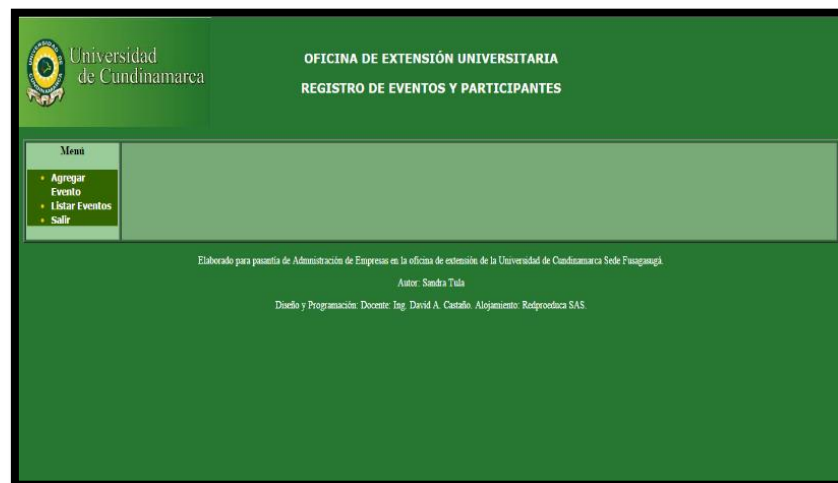 Universidad
de Cundinamarca
OFICINA DE EXTENSIÓN UNIVERSITARIA
REGISTRO DE EVENTOS Y PARTICIPANTES
Menú
Agregar
Evento
Listar Eventos
Salir
Elaborado para pasantía de Administración de Empresas en la oficina de extensión de la Universidad de Cundinamarca Sede Fusagasugá.
Autor: Sandra Tula
Diseño y Programación: Docente: Ing. David A. Castaño. Alojamiento: Redproeduca SAS.